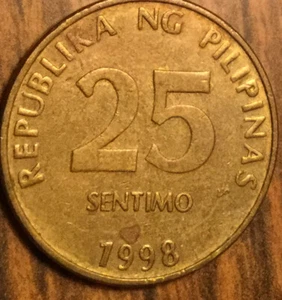 REPUBLIKA NG PILIPINAS
25
SENTIMO
1998